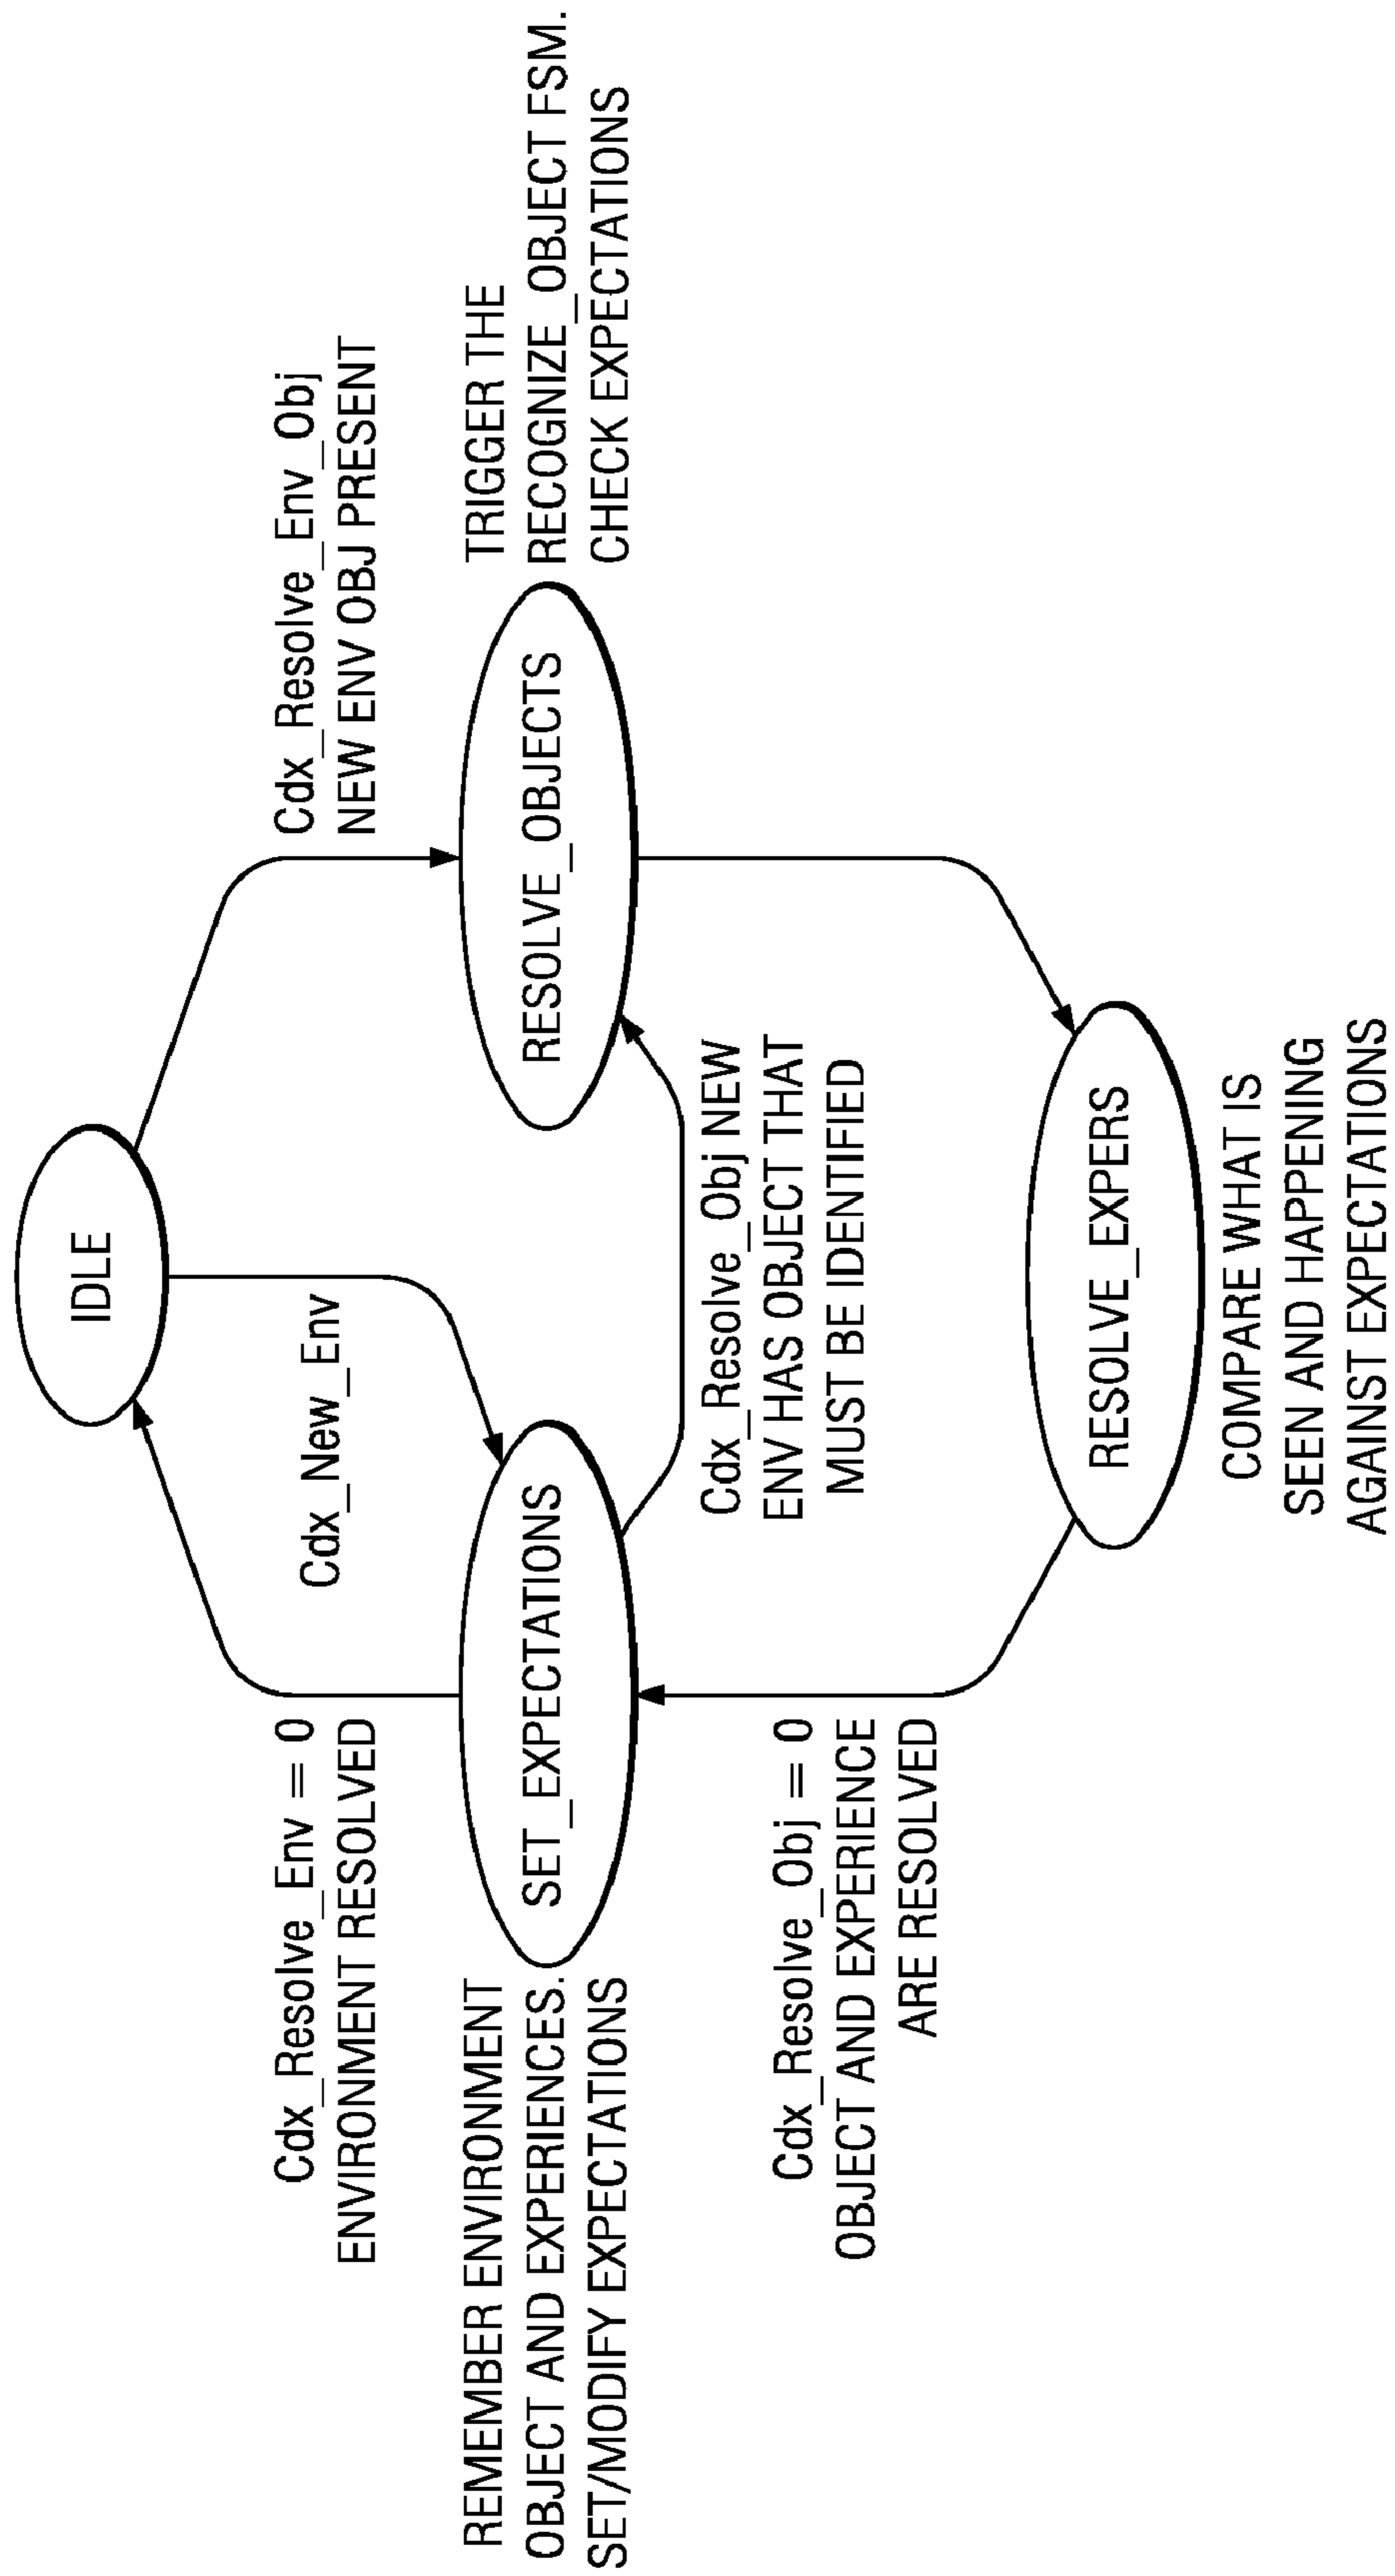 IDLE
Cdx_Resolve_Env = 0
ENVIRONMENT RESOLVED
Cdx_New_Env
Cdx_Resolve_Env_Obj
NEW ENV OBJ PRESENT
REMEMBER ENVIRONMENT
OBJECT AND EXPERIENCES.
SET/MODIFY EXPECTATIONS
SET_EXPECTATIONS
RESOLVE_OBJECTS
TRIGGER THE
RECOGNIZE_OBJECT FSM.
CHECK EXPECTATIONS
Cdx_Resolve_Obj NEW
ENV HAS OBJECT THAT
MUST BE IDENTIFIED
Cdx_Resolve_Obj = 0
OBJECT AND EXPERIENCE
ARE RESOLVED
RESOLVE_EXPERS
COMPARE WHAT IS
SEEN AND HAPPENING
AGAINST EXPECTATIONS